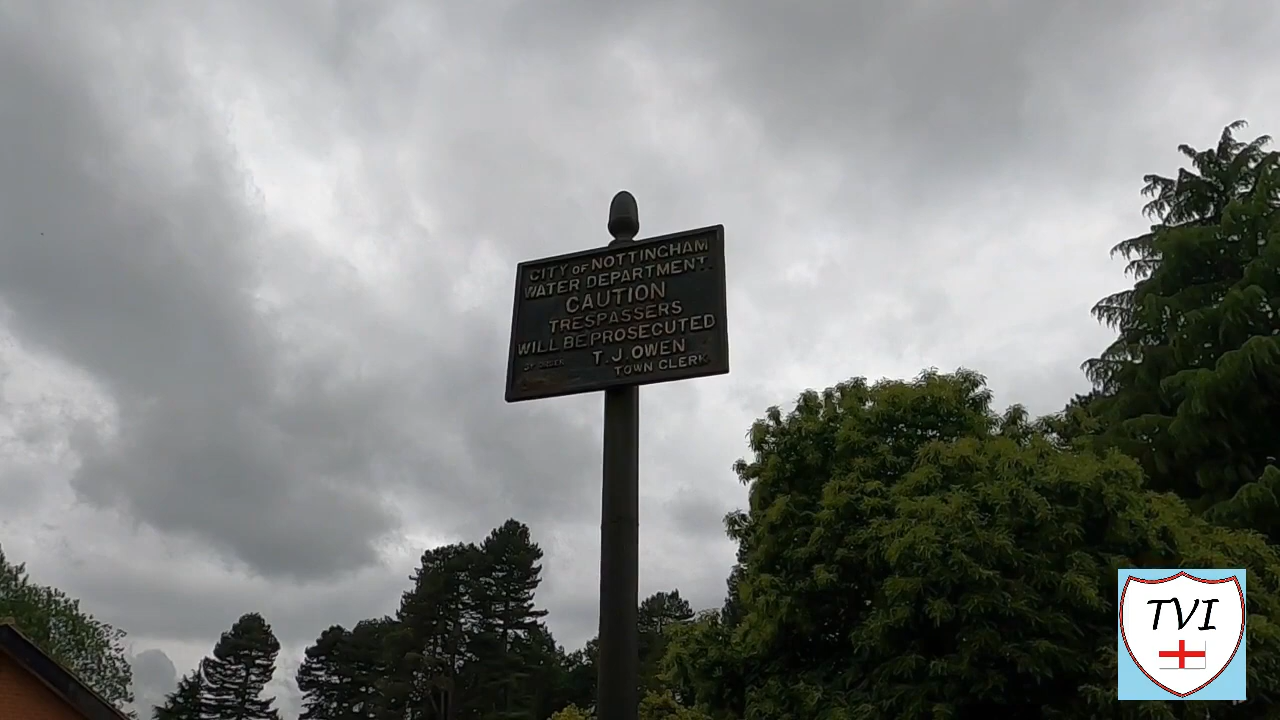 CITY OF NOTTINGHAM
WATER DEPARTMENT
CAUTION
TRESPASSERS
WILL BE PROSECUTED
T.J. OWEN
TOWN CLERK
TVI